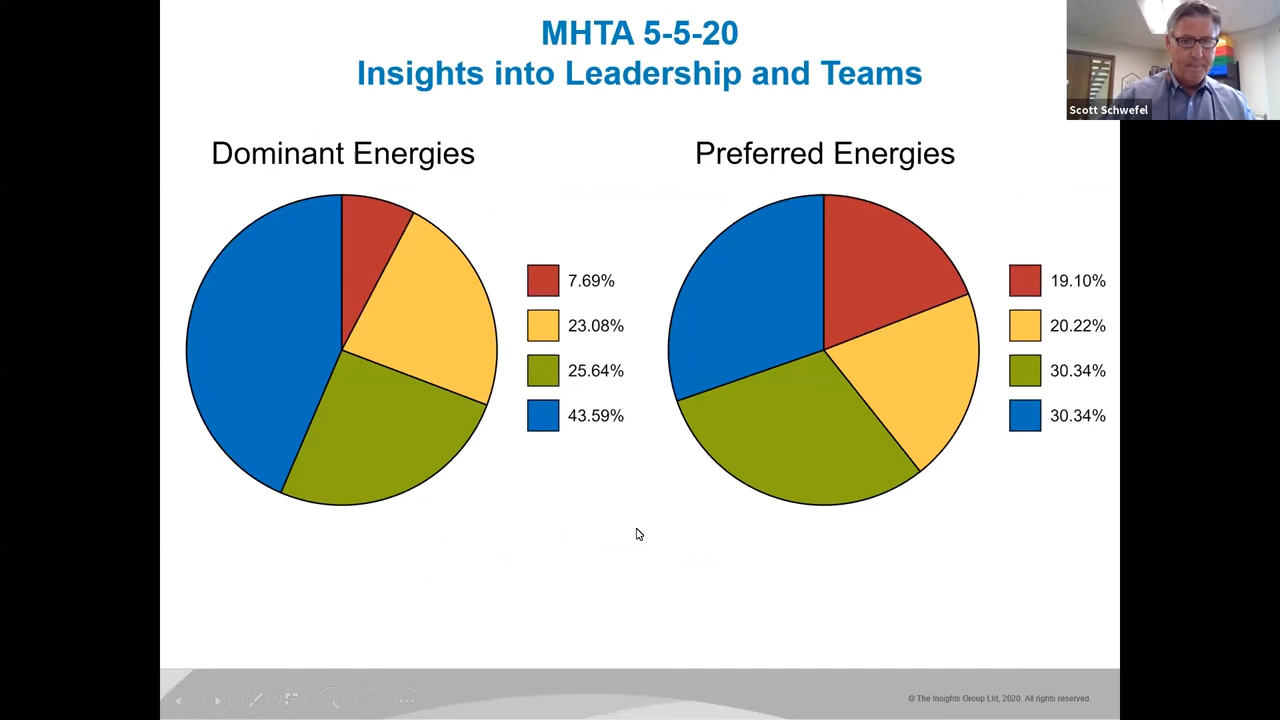 MHTA 5-5-20
Insights into Leadership and Teams
Scott Schwefel
Dominant Energies
7.69%
23.08%
25.64%
43.59%
Preferred Energies
19.10%
20.22%
30.34%
30.34%
© The Insights Group Ltd, 2020. All rights reserved.